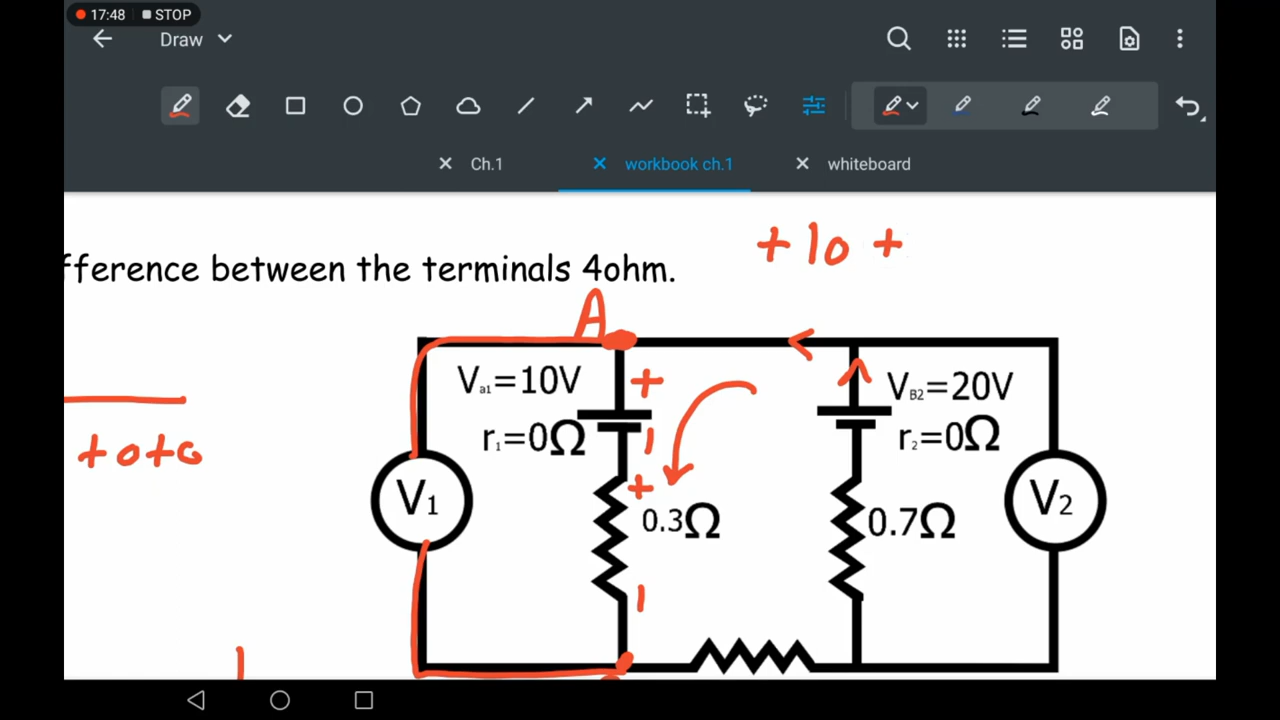 17:48 STOP
Draw
Ch.1 workbook ch.1 whiteboard
+ 10 +
fference between the terminals 4ohm.
A
Va1=10V + VB2=20V
r1=0Ω r2=0Ω
+ 0 + 0
V1 + 0.3Ω 0.7Ω V2